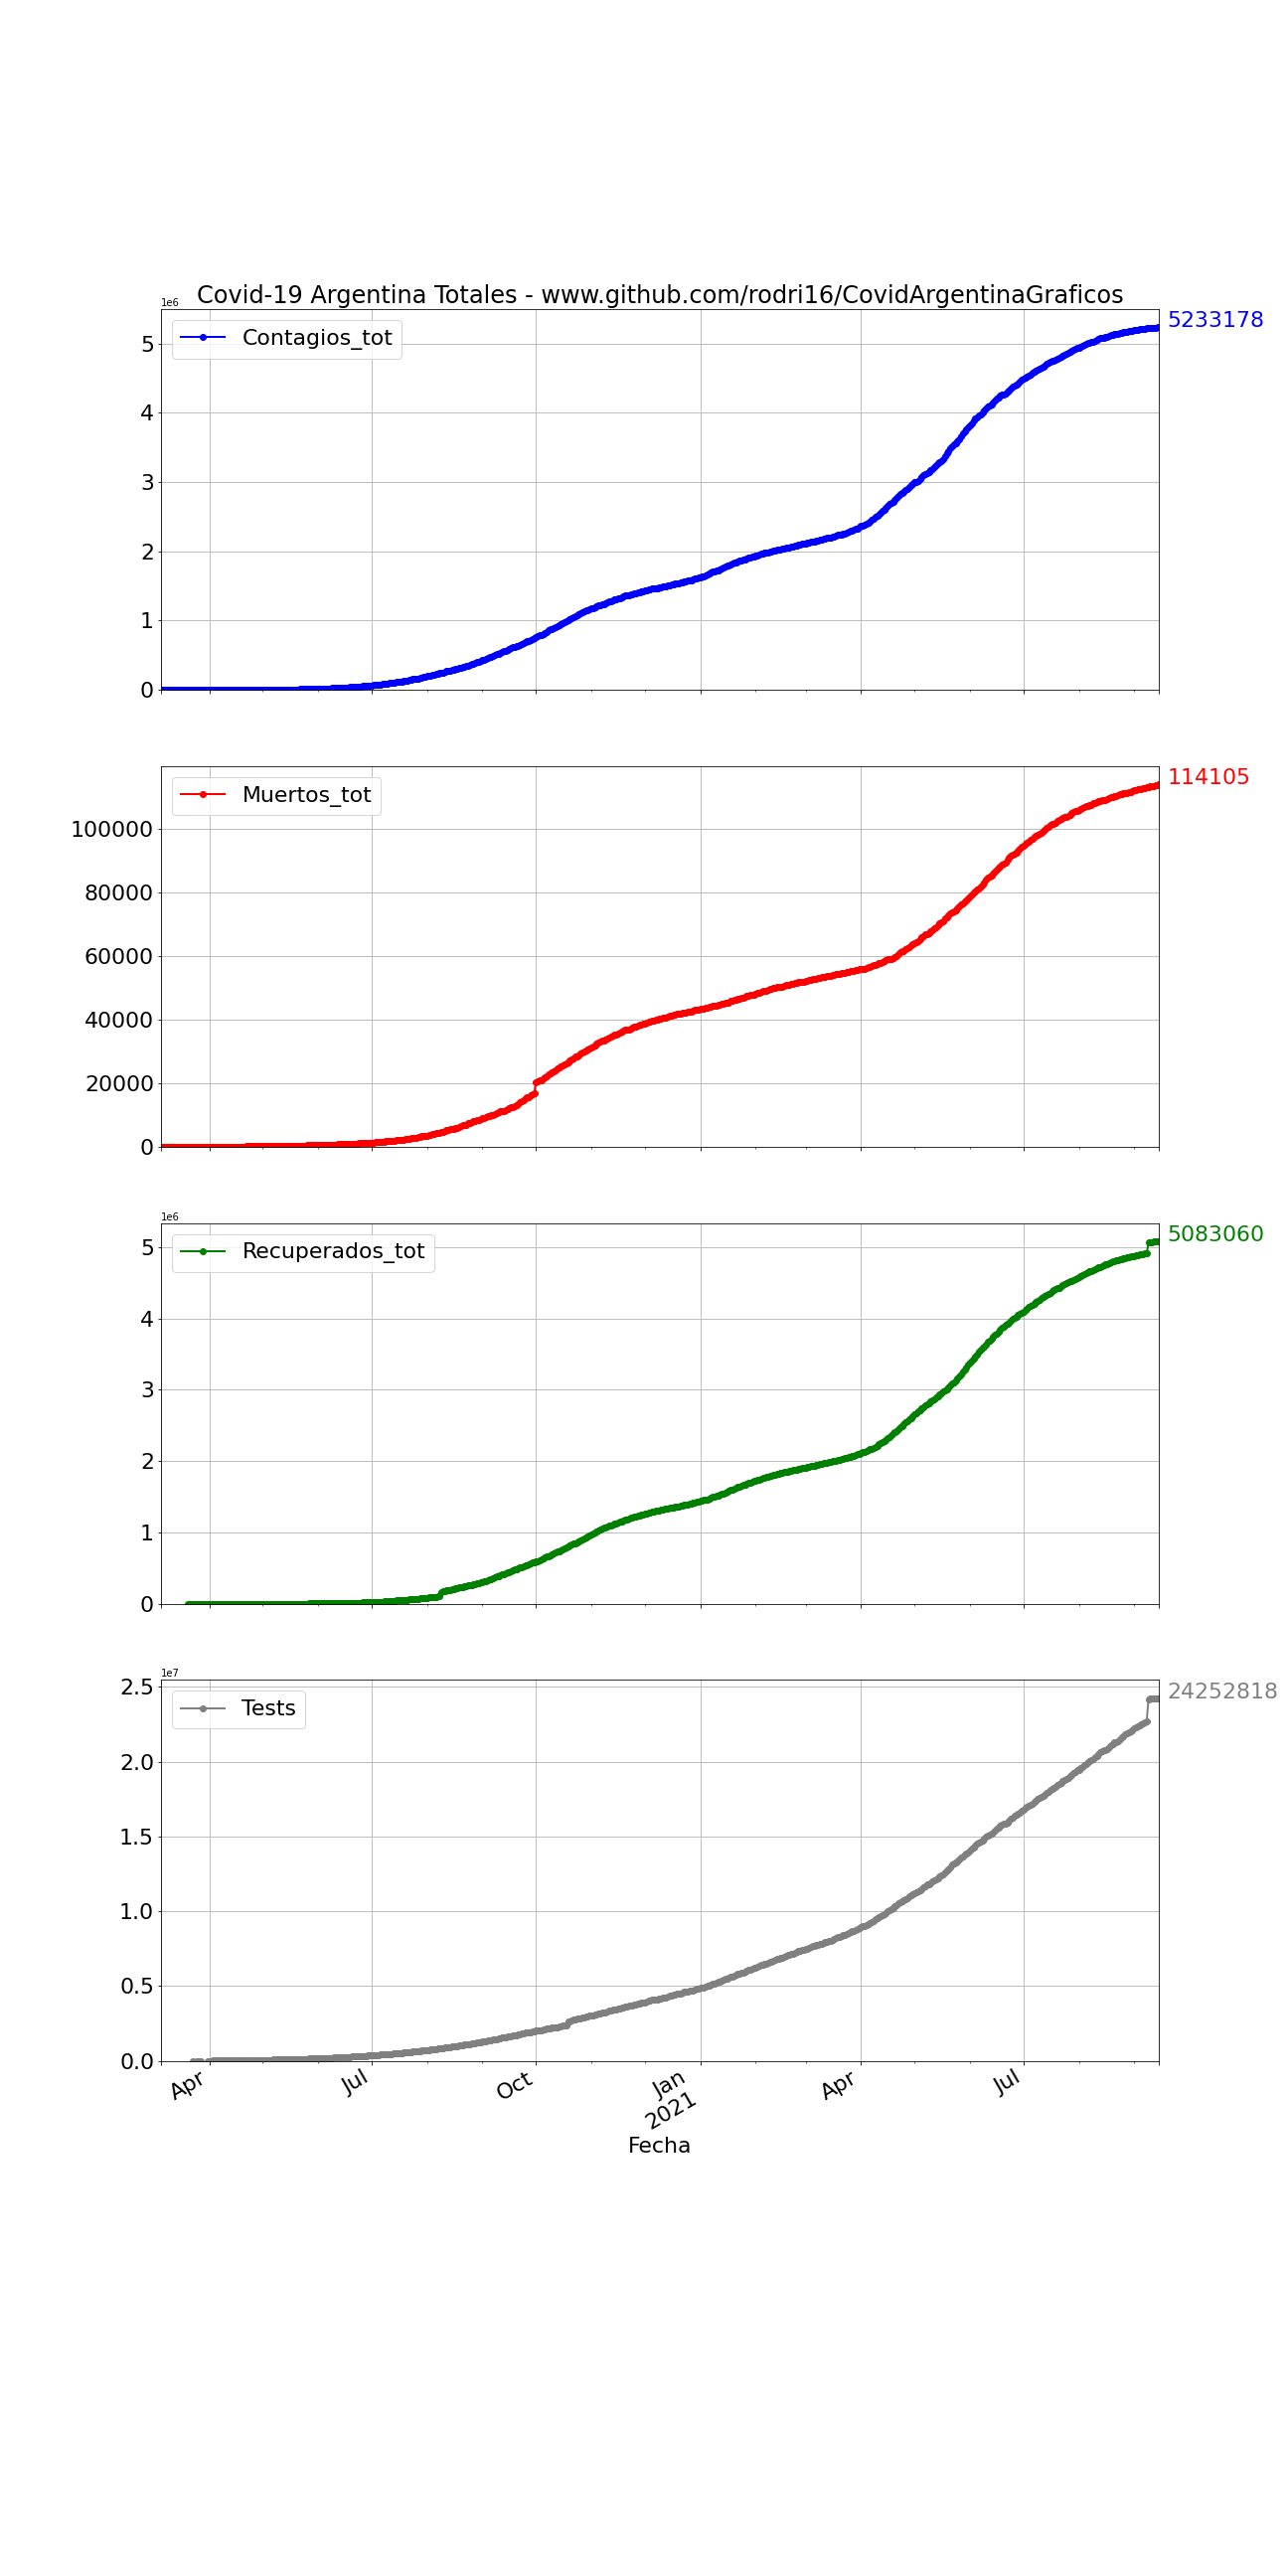 Covid-19 Argentina Totales - www.github.com/rodri16/CovidArgentinaGraficos
1e6
Contagios_tot
5233178
5
4
3
2
1
0
Muertos_tot
114105
100000
80000
60000
40000
20000
0
1e6
Recuperados_tot
5083060
5
4
3
2
1
0
1e7
Tests
24252818
2.5
2.0
1.5
1.0
0.5
0.0
Apr
Jul
Oct
Jan
2021
Apr
Jul
Fecha